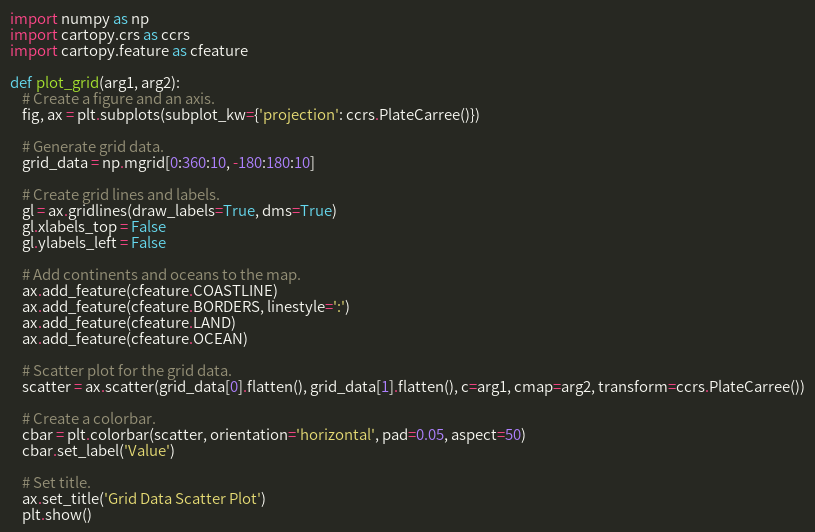 import numpy as np
import cartopy.crs as ccrs
import cartopy.feature as cfeature
def plot_grid(arg1, arg2):
# Create a figure and an axis.
fig, ax = plt.subplots(subplot_kw={'projection': ccrs.PlateCarree()})
# Generate grid data.
grid_data = np.mgrid[0:360:10, -180:180:10]
# Create grid lines and labels.
gl = ax.gridlines(draw_labels=True, dms=True)
gl.xlabels_top = False
gl.ylabels_left = False
# Add continents and oceans to the map.
ax.add_feature(cfeature.COASTLINE)
ax.add_feature(cfeature.BORDERS, linestyle=':')
ax.add_feature(cfeature.LAND)
ax.add_feature(cfeature.OCEAN)
# Scatter plot for the grid data.
scatter = ax.scatter(grid_data[0].flatten(), grid_data[1].flatten(), c=arg1, cmap=arg2, transform=ccrs.PlateCarree())
# Create a colorbar.
cbar = plt.colorbar(scatter, orientation='horizontal', pad=0.05, aspect=50)
cbar.set_label('Value')
# Set title.
ax.set_title('Grid Data Scatter Plot')
plt.show()